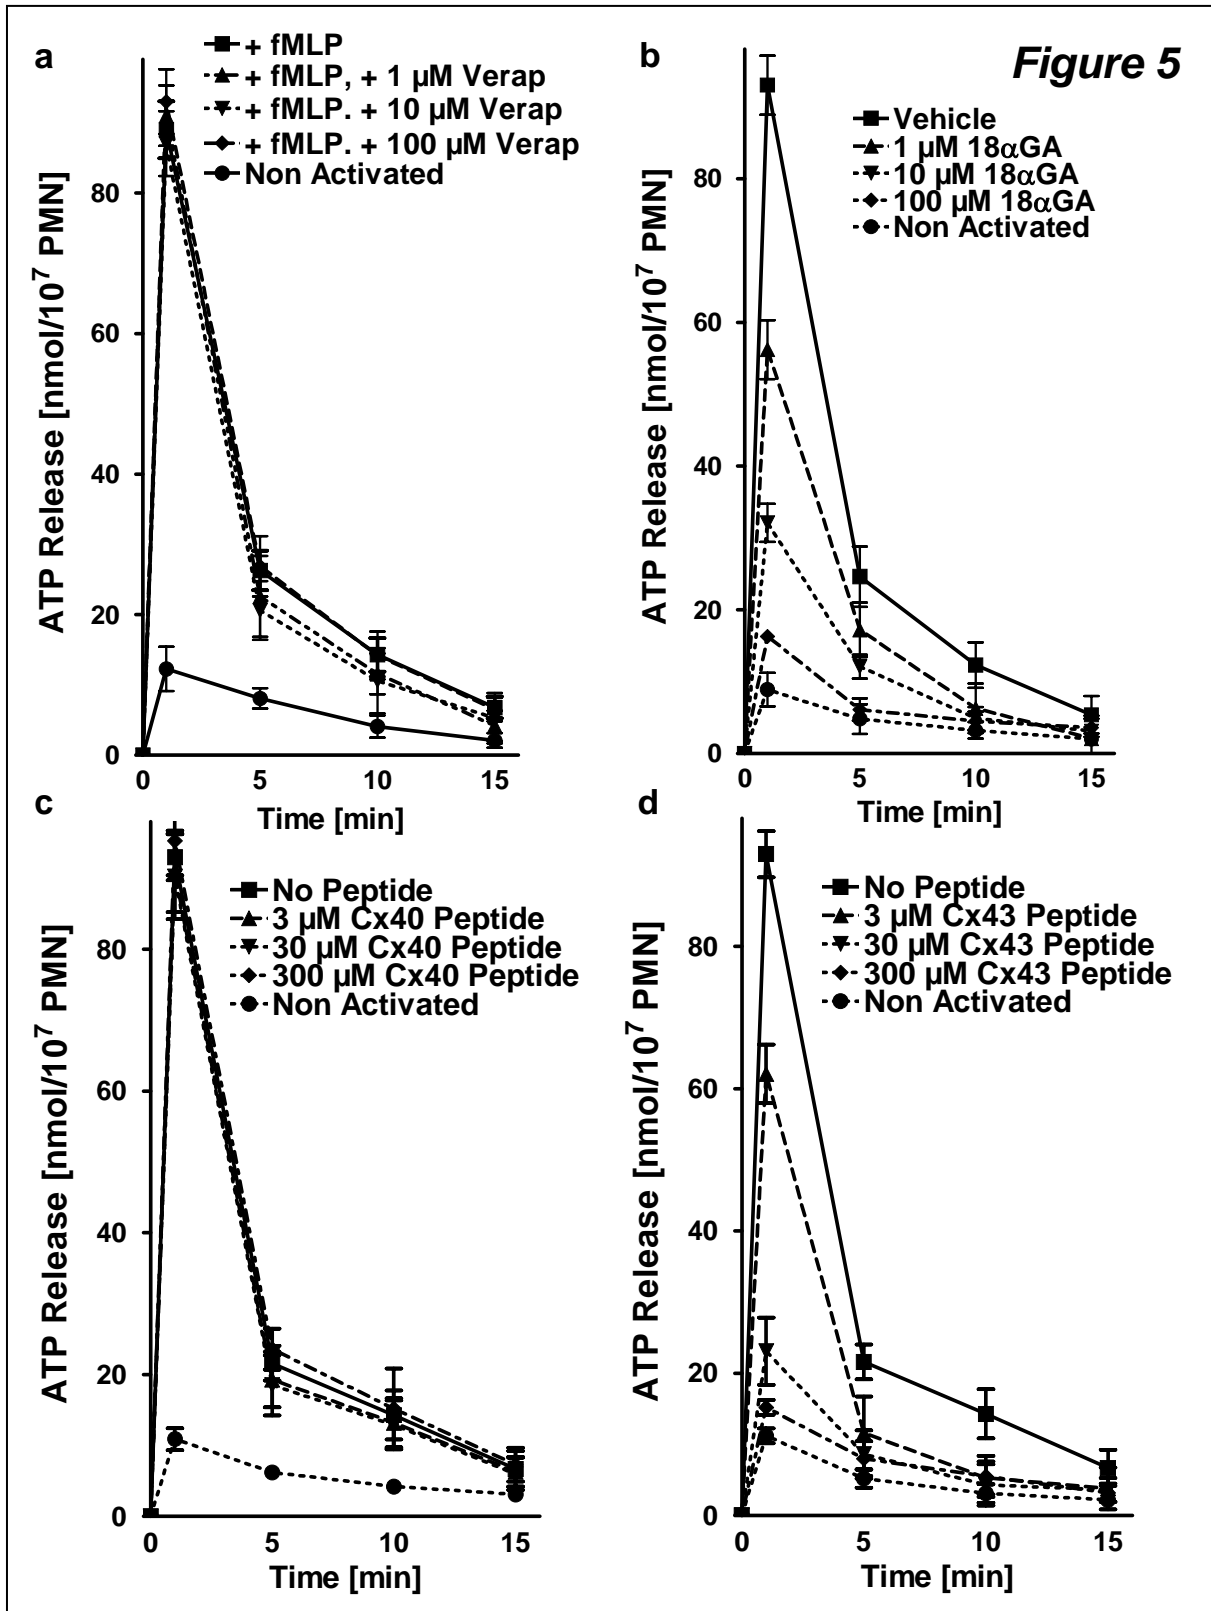 Figure 5
a
+ fMLP
+ fMLP, + 1 µM Verap
+ fMLP. + 10 µM Verap
+ fMLP. + 100 µM Verap
Non Activated
ATP Release [nmol/10⁷ PMN]
80
60
40
20
0
0 5 10 15
Time [min]
b
Vehicle
1 µM 18αGA
10 µM 18αGA
100 µM 18αGA
Non Activated
ATP Release [nmol/10⁷ PMN]
80
60
40
20
0
0 5 10 15
Time [min]
c
No Peptide
3 µM Cx40 Peptide
30 µM Cx40 Peptide
300 µM Cx40 Peptide
Non Activated
ATP Release [nmol/10⁷ PMN]
80
60
40
20
0
0 5 10 15
Time [min]
d
No Peptide
3 µM Cx43 Peptide
30 µM Cx43 Peptide
300 µM Cx43 Peptide
Non Activated
ATP Release [nmol/10⁷ PMN]
80
60
40
20
0
0 5 10 15
Time [min]